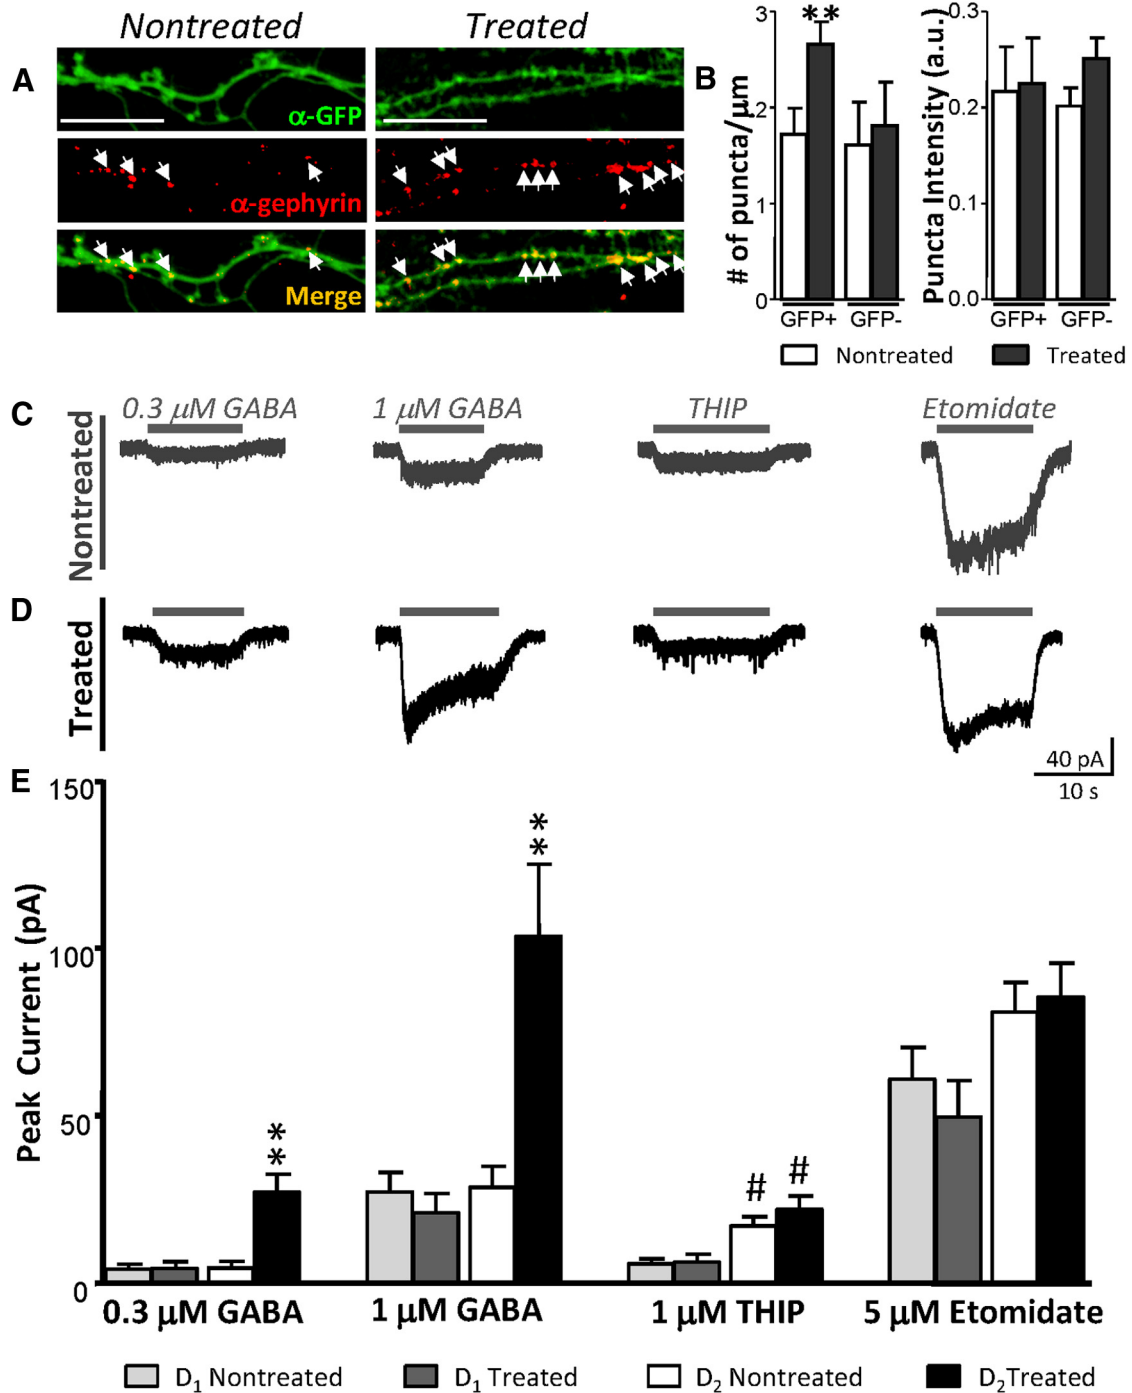 Nontreated
Treated
A
α-GFP
α-gephyrin
Merge
B
**
3
2
1
0
# of puncta/µm
GFP+
GFP-
0.3
0.2
0.1
0.0
Puncta Intensity (a.u.)
GFP+
GFP-
Nontreated
Treated
C
Nontreated
0.3 µM GABA
1 µM GABA
THIP
Etomidate
D
Treated
40 pA
10 s
E
150
100
50
0
Peak Current (pA)
**
**
#
#
0.3 µM GABA
1 µM GABA
1 µM THIP
5 µM Etomidate
D1 Nontreated
D1 Treated
D2 Nontreated
D2Treated